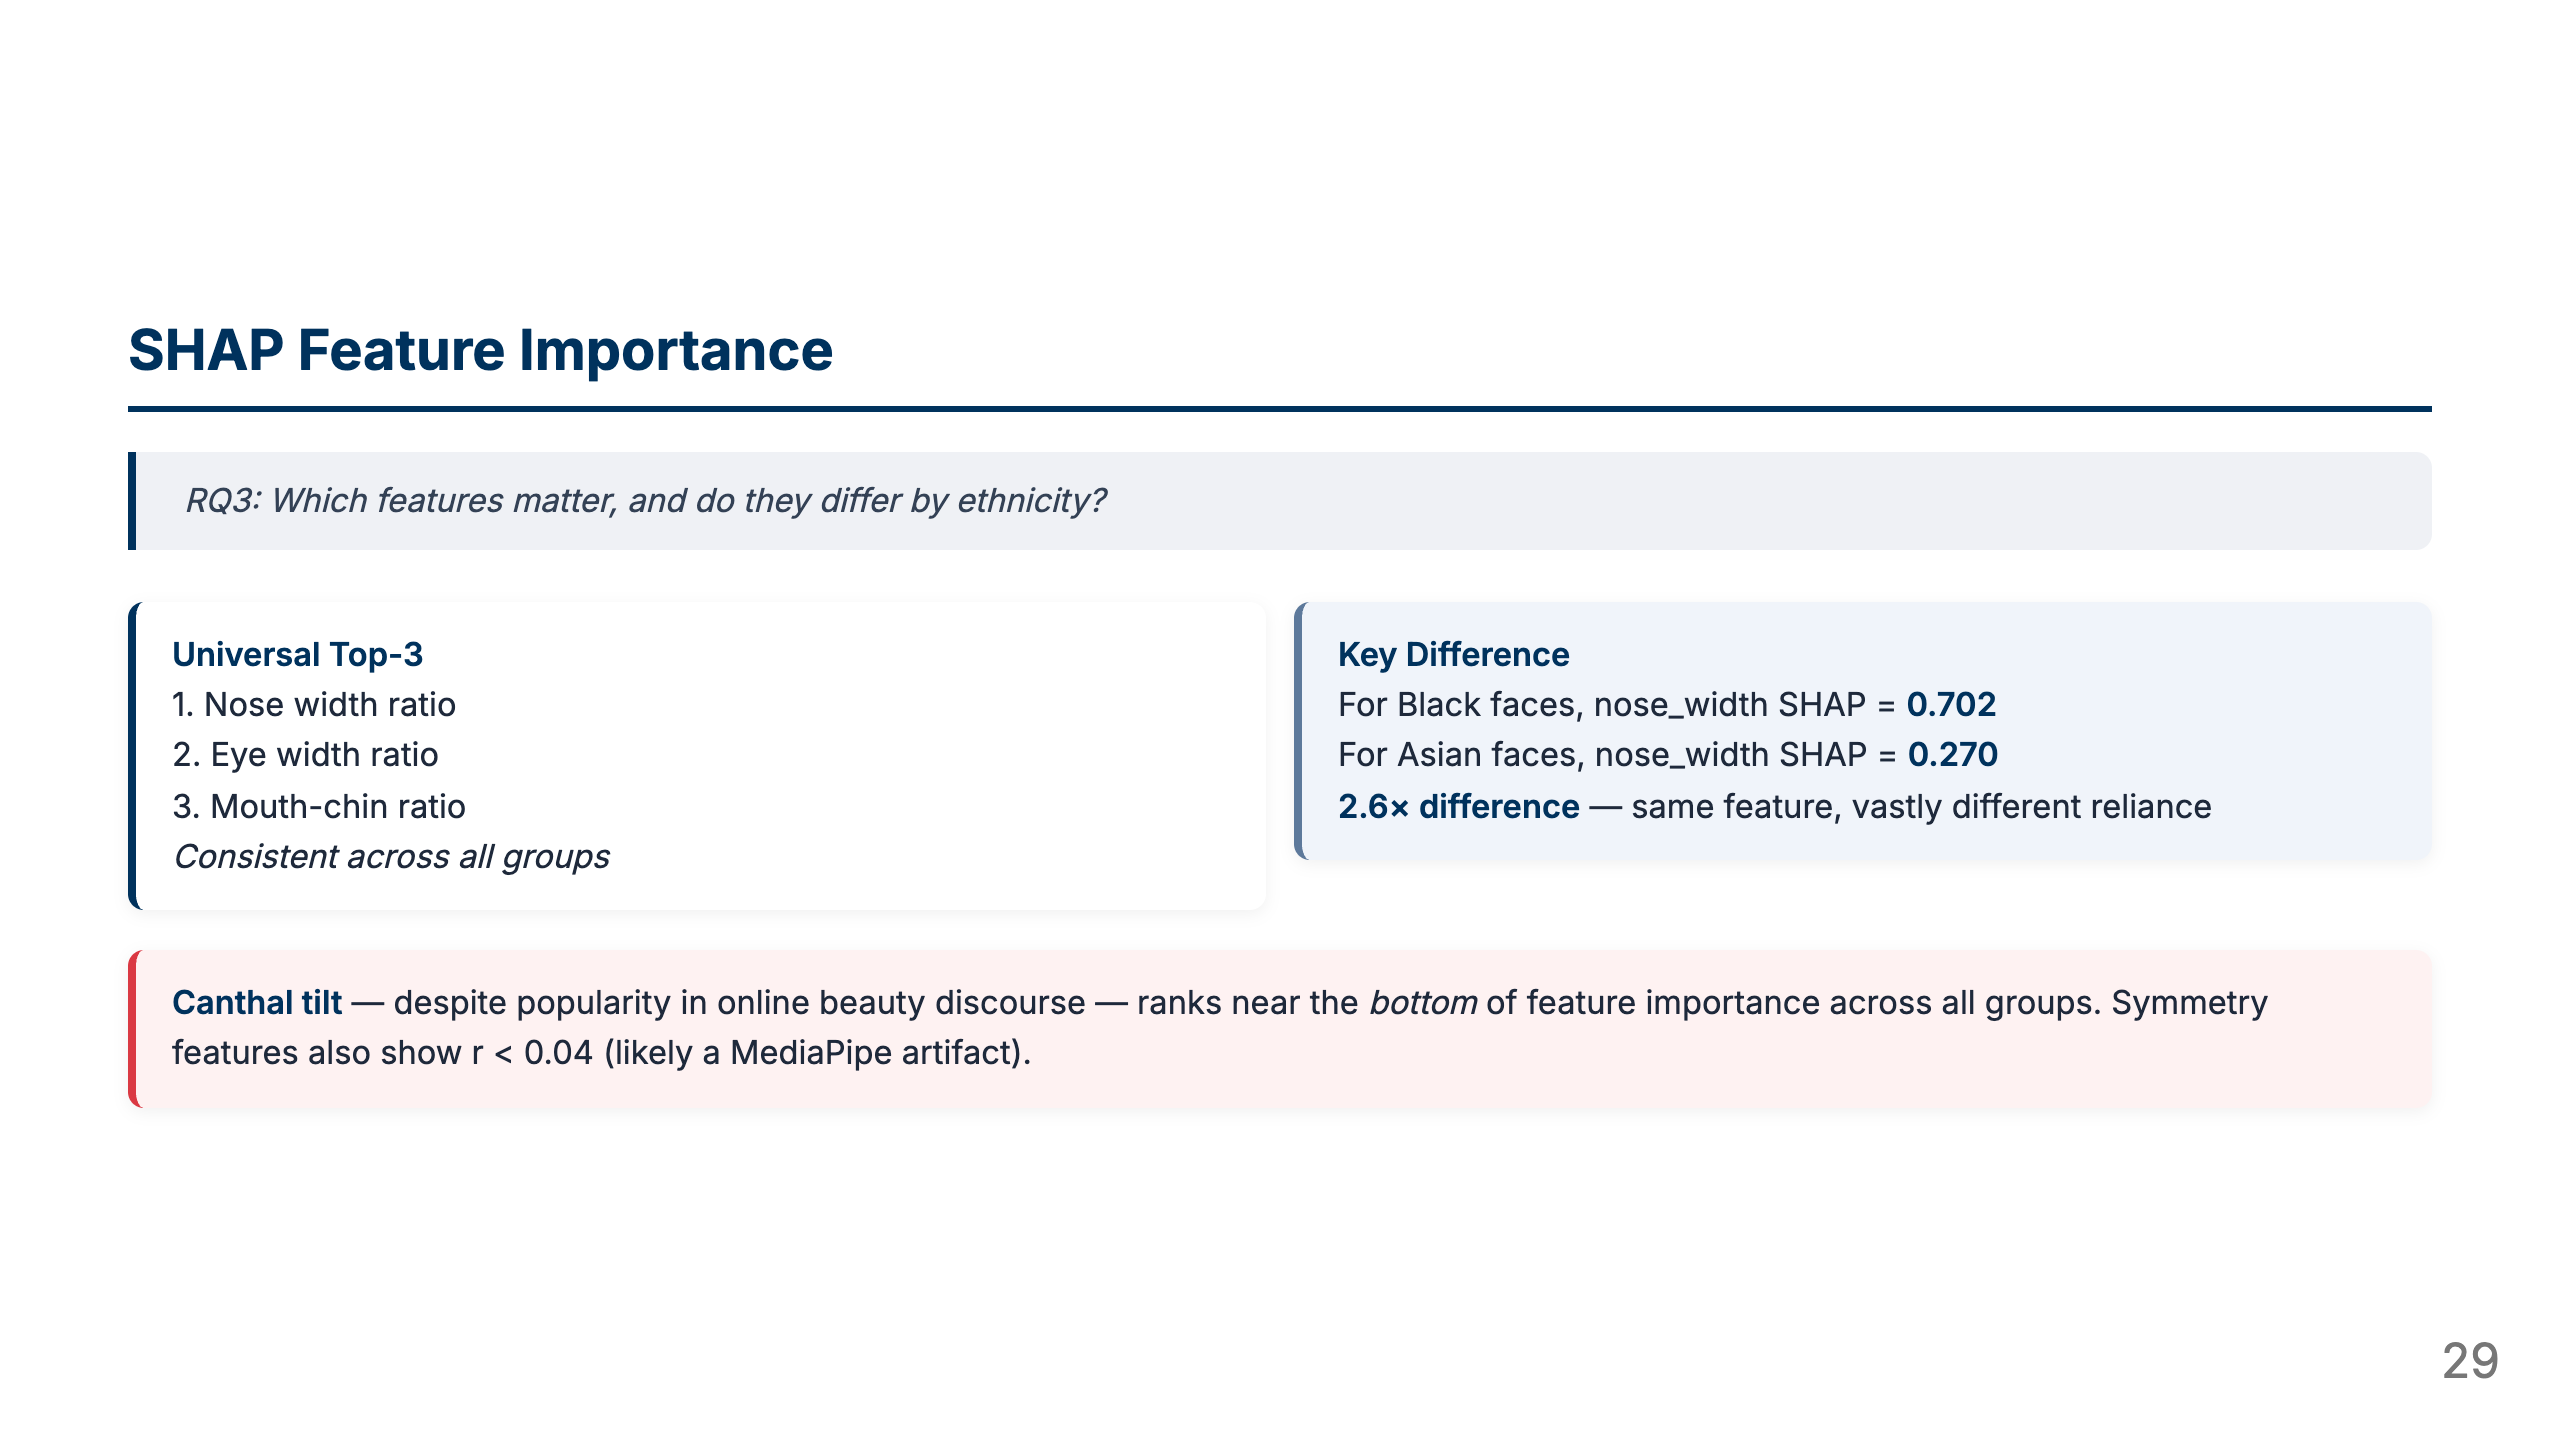 SHAP Feature Importance
RQ3: Which features matter, and do they differ by ethnicity?
Universal Top-3
1. Nose width ratio
2. Eye width ratio
3. Mouth-chin ratio
Consistent across all groups
Key Difference
For Black faces, nose_width SHAP = 0.702
For Asian faces, nose_width SHAP = 0.270
2.6× difference — same feature, vastly different reliance
Canthal tilt — despite popularity in online beauty discourse — ranks near the bottom of feature importance across all groups. Symmetry
features also show r < 0.04 (likely a MediaPipe artifact).
29